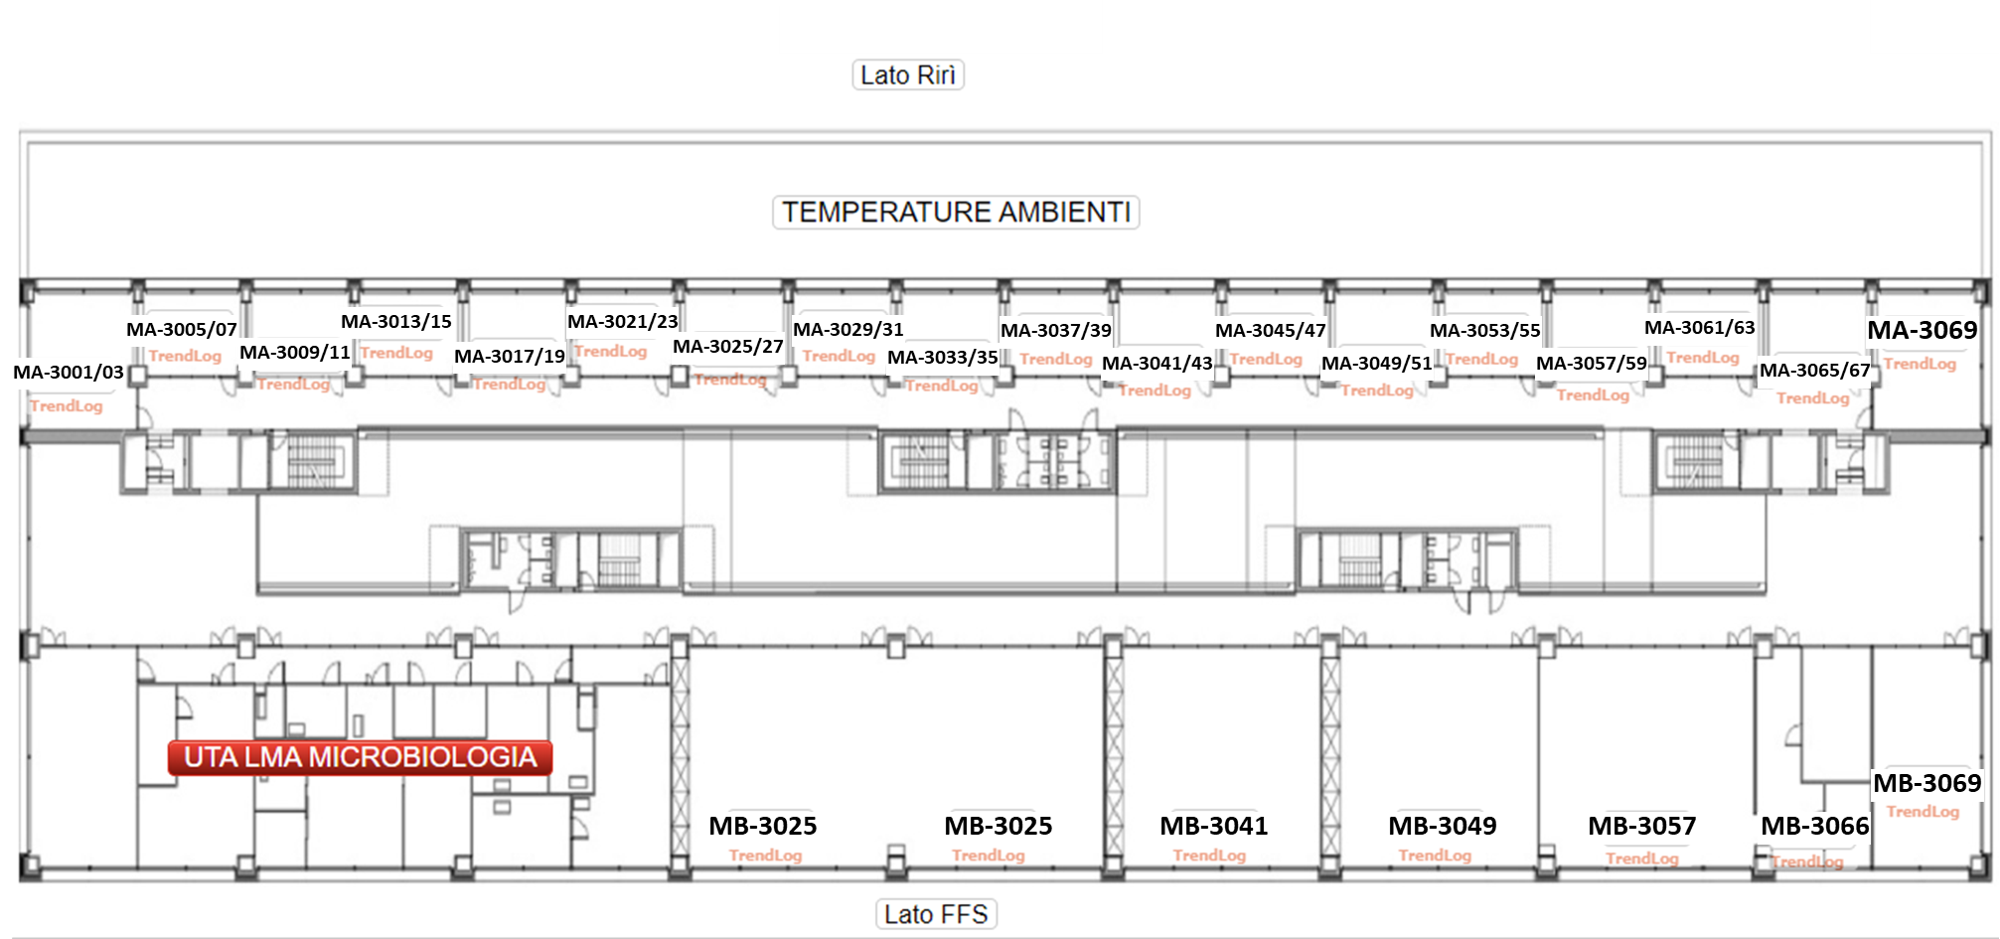 Lato Rirì
TEMPERATURE AMBIENTI
MA-3001/03
TrendLog
MA-3005/07
TrendLog
MA-3009/11
TrendLog
MA-3013/15
TrendLog
MA-3017/19
TrendLog
MA-3021/23
TrendLog
MA-3025/27
TrendLog
MA-3029/31
TrendLog
MA-3033/35
TrendLog
MA-3037/39
TrendLog
MA-3041/43
TrendLog
MA-3045/47
TrendLog
MA-3049/51
TrendLog
MA-3053/55
TrendLog
MA-3057/59
TrendLog
MA-3061/63
TrendLog
MA-3065/67
TrendLog
MA-3069
TrendLog
UTA LMA MICROBIOLOGIA
MB-3025
TrendLog
MB-3025
TrendLog
MB-3041
TrendLog
MB-3049
TrendLog
MB-3057
TrendLog
MB-3066
TrendLog
MB-3069
TrendLog
Lato FFS